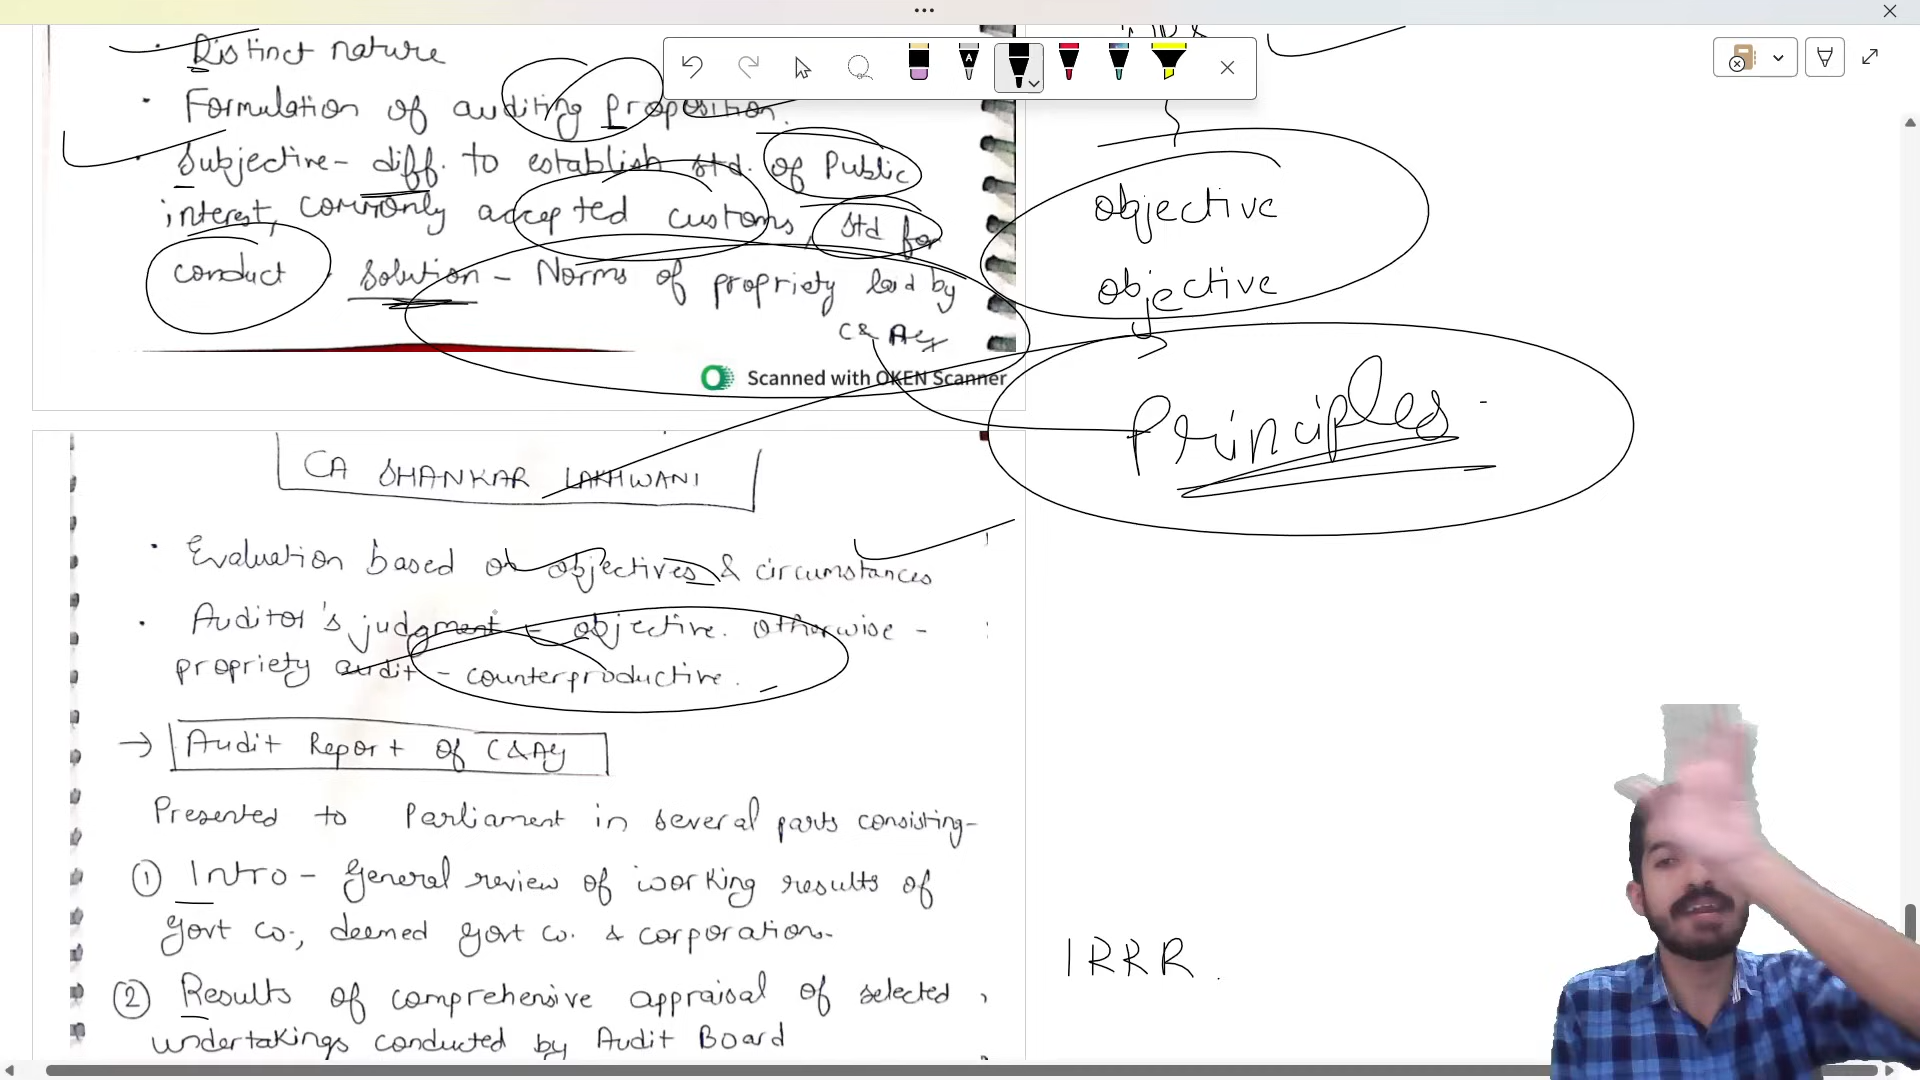 Distinct nature
Formulation of auditing Proposition.
Subjective - diff. to establish std. of Public
interest, commonly accepted customs, std for
conduct. Solution - Norms of propriety laid by
C&AG
Scanned with OKEN Scanner
CA SHANKAR LAKHWANI
Evaluation based on objectives & circumstances
Auditor's judgment - objective. Otherwise -
propriety audit - counterproductive.
→ Audit Report of C&AG
Presented to Parliament in several parts consisting -
① Intro - General review of working results of
Govt Co., deemed govt co. & corporation.
② Results of comprehensive appraisal of selected
undertakings conducted by Audit Board
objective
objective
Principles
IRRR.